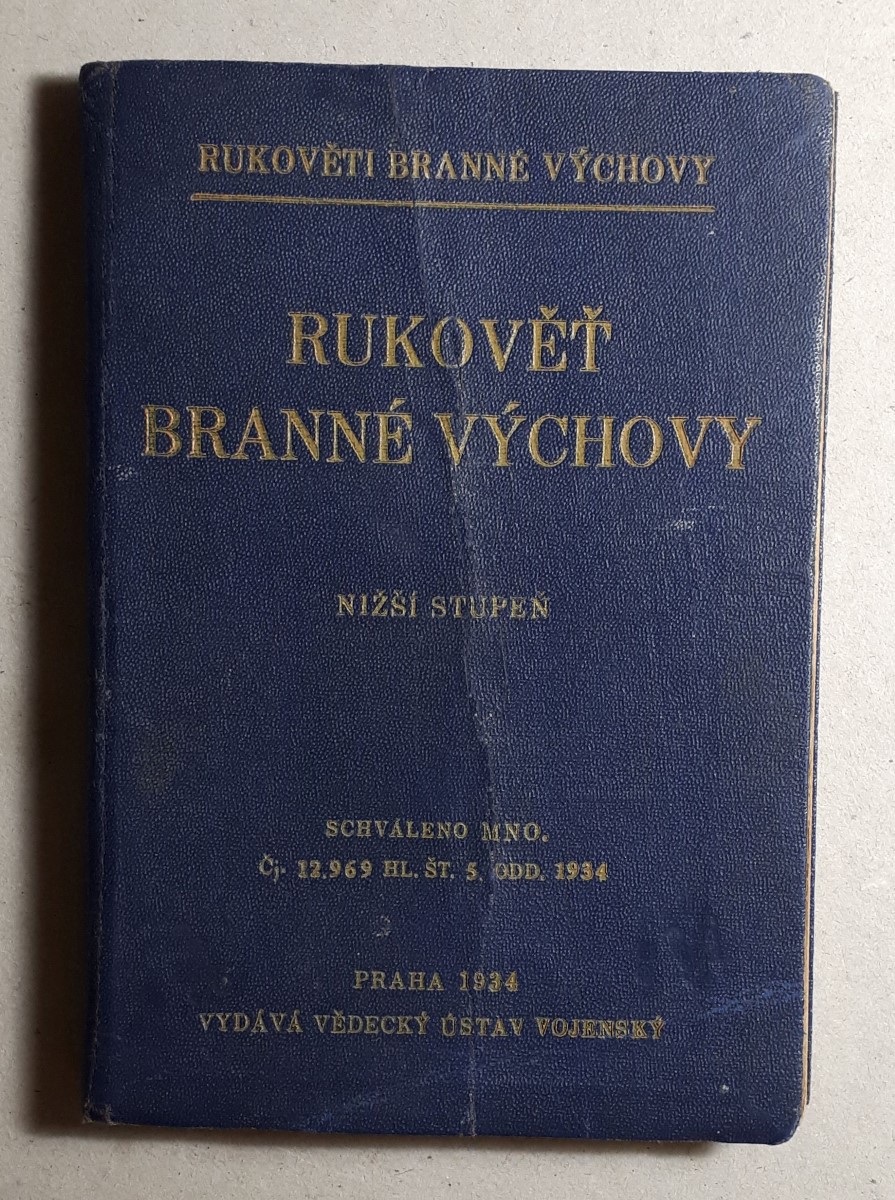 RUKOVĚTI BRANNÉ VÝCHOVY
RUKOVĚŤ
BRANNÉ VÝCHOVY
NIŽŠÍ STUPEŇ
SCHVÁLENO MNO.
Čj. 12.969 HL. ŠT. 5. ODD. 1934
PRAHA 1934
VYDÁVÁ VĚDECKÝ ÚSTAV VOJENSKÝ